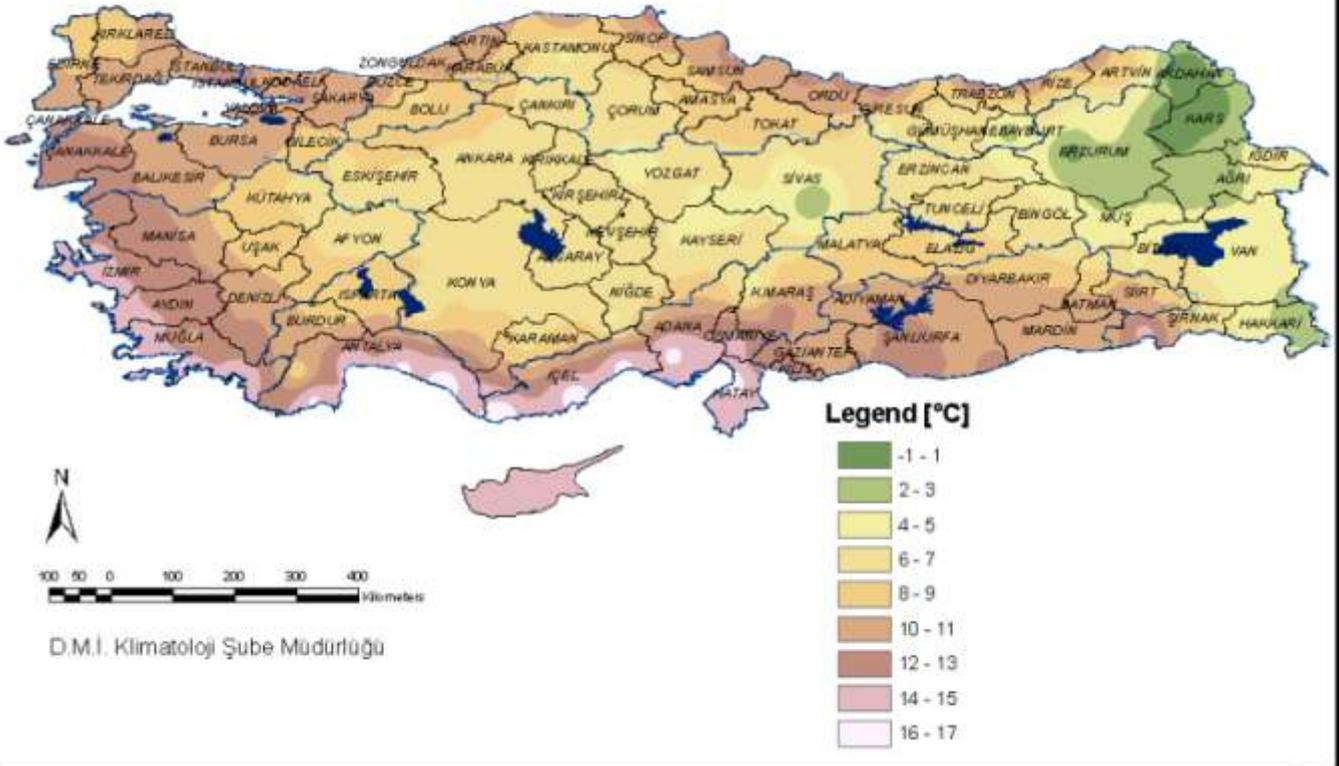 KIRKLARELİ
EDİRNE
TEKİRDAĞ
İSTANBUL
İSTANBUL
KOCAELİ
YALOVA
SAKARYA
DÜZCE
ZONGULDAK
BARTIN
KARABÜK
KASTAMONU
SİNOP
SAMSUN
ORDU
GİRESUN
TRABZON
RİZE
ARTVİN
ARDAHAN
ÇANAKKALE
ÇANAKKALE
BURSA
BİLECİK
BOLU
ÇANKIRI
ÇORUM
AMASYA
TOKAT
GÜMÜŞHANE
BAYBURT
ERZURUM
KARS
IĞDIR
BALIKESİR
KÜTAHYA
ESKİŞEHİR
ANKARA
KIRIKKALE
YOZGAT
SİVAS
ERZİNCAN
AĞRI
MANİSA
UŞAK
AFYON
KIRŞEHİR
NEVŞEHİR
KAYSERİ
MALATYA
TUNCELİ
ELAZIĞ
BİNGÖL
MUŞ
VAN
İZMİR
AYDIN
DENİZLİ
ISPARTA
KONYA
AKSARAY
NİĞDE
K.MARAŞ
ADIYAMAN
DİYARBAKIR
BATMAN
SİİRT
ŞIRNAK
HAKKARİ
MUĞLA
BURDUR
ANTALYA
KARAMAN
İÇEL
ADANA
OSMANİYE
GAZİANTEP
KİLİS
HATAY
ŞANLIURFA
MARDİN
Legend [°C]
-1 - 1
2 - 3
4 - 5
6 - 7
8 - 9
10 - 11
12 - 13
14 - 15
16 - 17
N
100 50 0 100 200 300 400
Kilometers
D.M.İ. Klimatoloji Şube Müdürlüğü